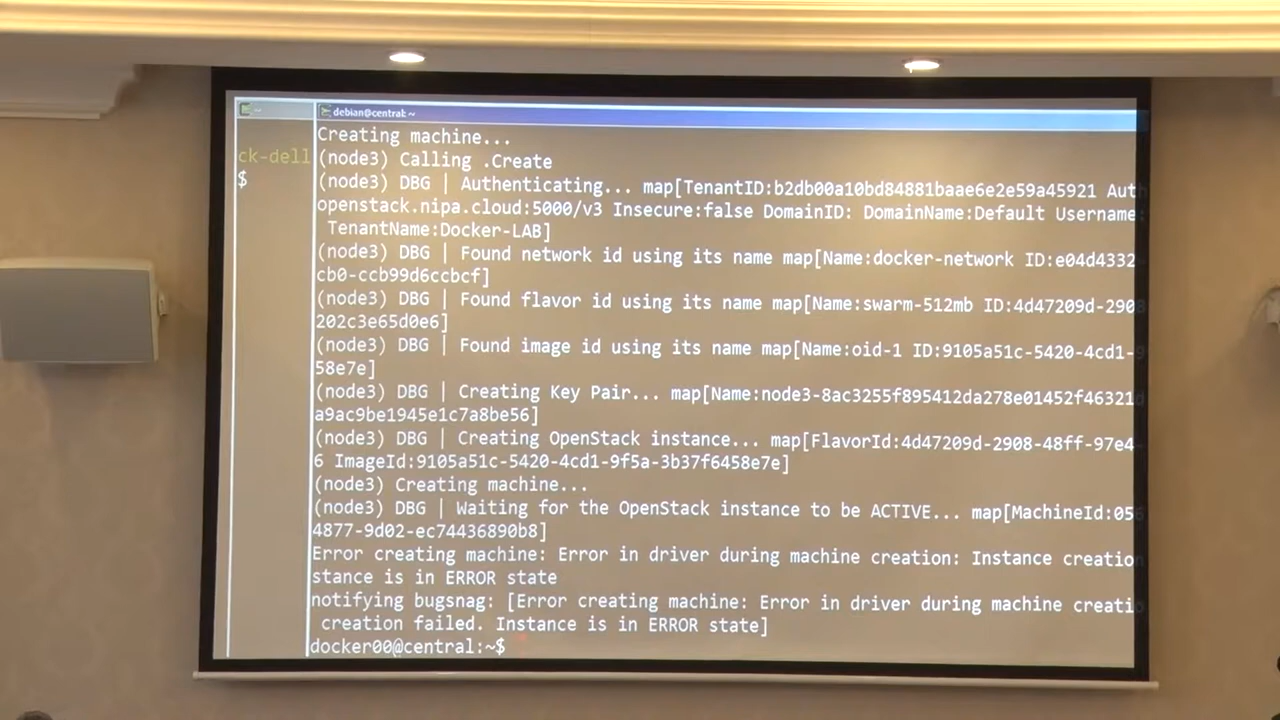 ~
debian@central: ~
ck-dell
$
Creating machine...
(node3) Calling .Create
(node3) DBG | Authenticating... map[TenantID:b2db00a10bd84881baae6e2e59a45921 Aut
openstack.nipa.cloud:5000/v3 Insecure:false DomainID: DomainName:Default Username:
TenantName:Docker-LAB]
(node3) DBG | Found network id using its name map[Name:docker-network ID:e04d4332-
cb0-ccb99d6ccbcf]
(node3) DBG | Found flavor id using its name map[Name:swarm-512mb ID:4d47209d-2908
202c3e65d0e6]
(node3) DBG | Found image id using its name map[Name:oid-1 ID:9105a51c-5420-4cd1-9
58e7e]
(node3) DBG | Creating Key Pair... map[Name:node3-8ac3255f895412da278e01452f46321d
a9ac9be1945e1c7a8be56]
(node3) DBG | Creating OpenStack instance... map[FlavorId:4d47209d-2908-48ff-97e4-
6 ImageId:9105a51c-5420-4cd1-9f5a-3b37f6458e7e]
(node3) Creating machine...
(node3) DBG | Waiting for the OpenStack instance to be ACTIVE... map[MachineId:056
4877-9d02-ec74436890b8]
Error creating machine: Error in driver during machine creation: Instance creation
stance is in ERROR state
notifying bugsnag: [Error creating machine: Error in driver during machine creatio
creation failed. Instance is in ERROR state]
docker00@central:~$